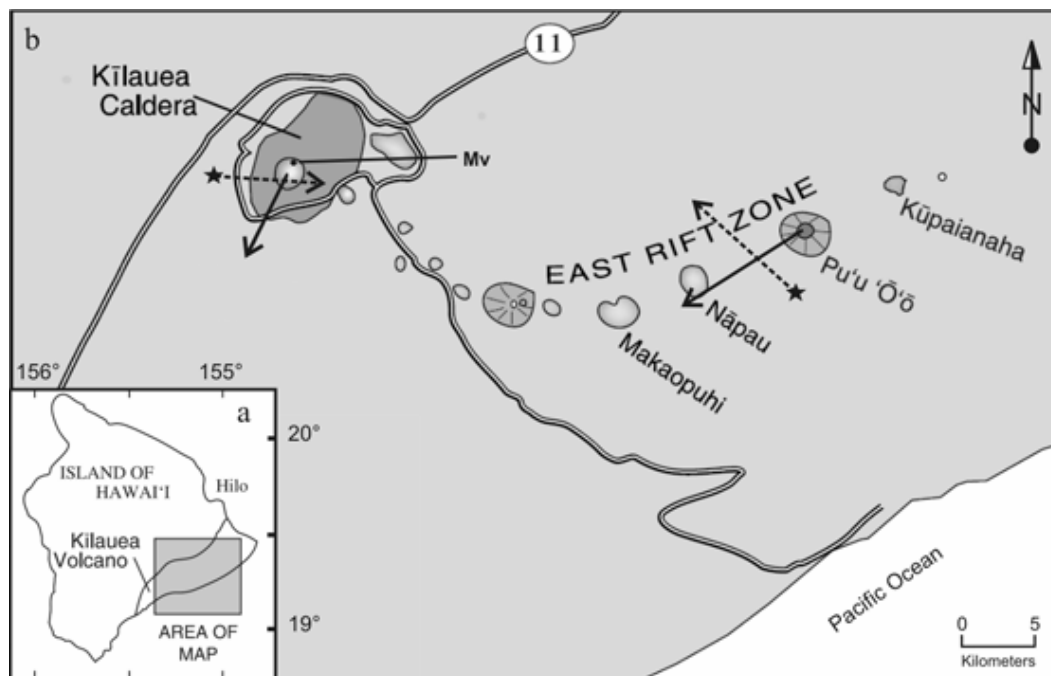 b
11
Kīlauea
Caldera
N
Mv
EAST RIFT ZONE
Kūpaianaha
Pu'u 'Ō'ō
Nāpau
Makaopuhi
156° 155°
a
20°
ISLAND OF
HAWAI'I
Hilo
Kilauea
Volcano
AREA OF
MAP
19°
Pacific Ocean
0 5
Kilometers